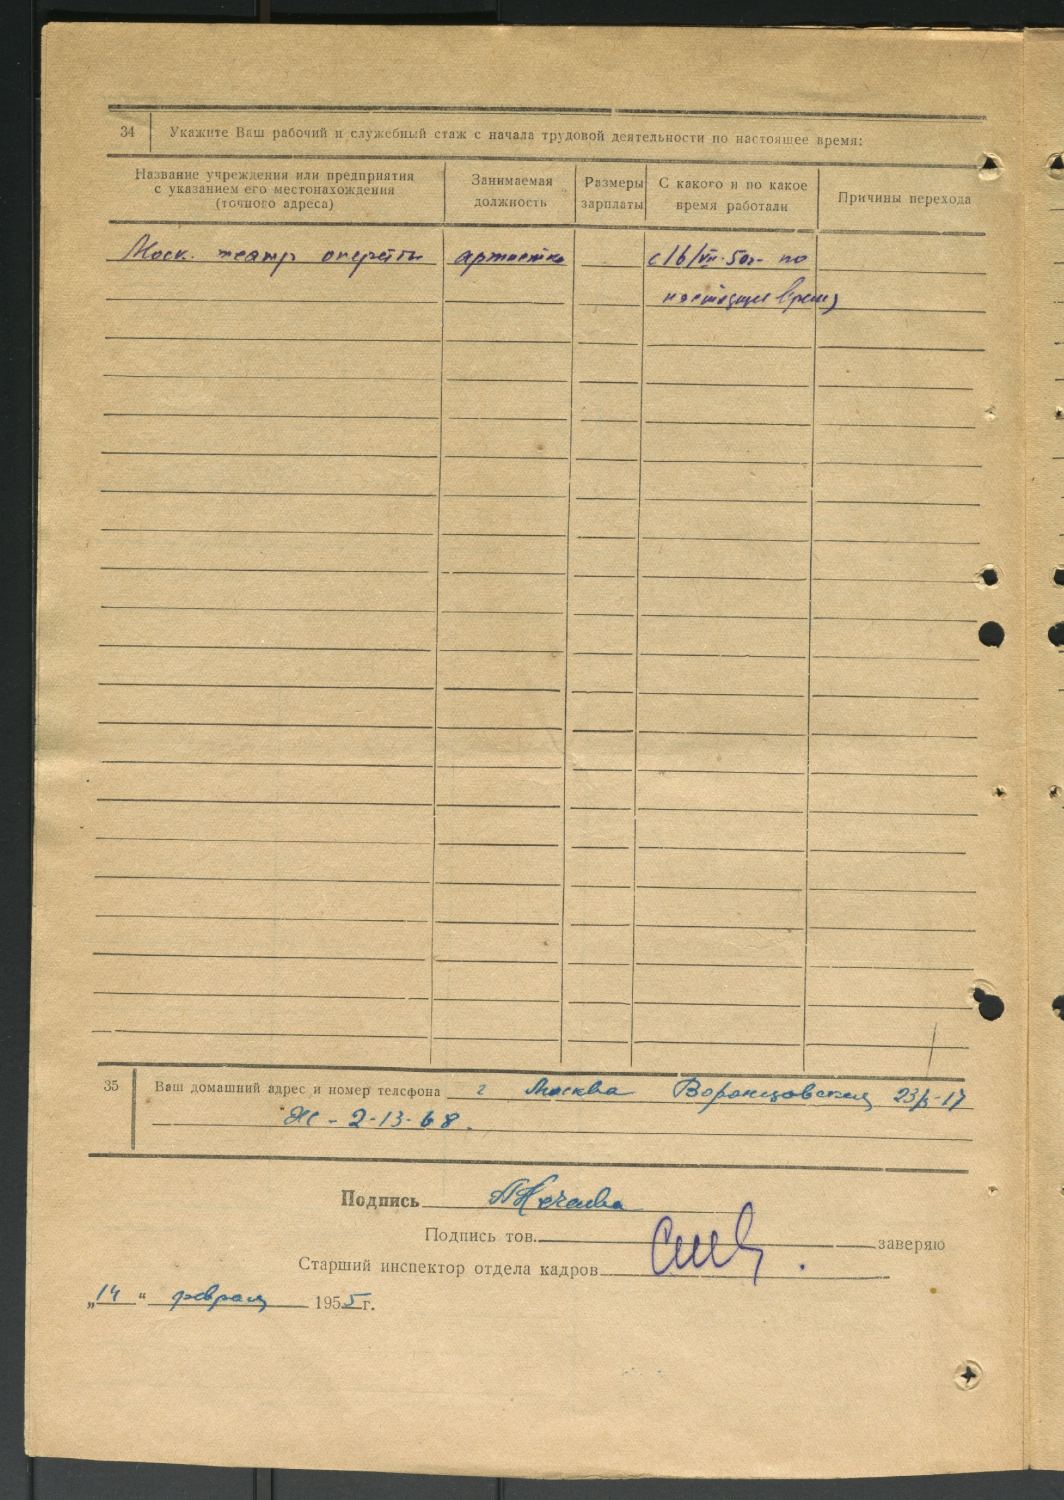 34 Укажите Ваш рабочий и служебный стаж с начала трудовой деятельности по настоящее время:
Название учреждения или предприятия
с указанием его местонахождения
(точного адреса)
Занимаемая
должность
Размеры
зарплаты
С какого и по какое
время работали
Причины перехода
Моск. театр оперетты артистка с 16/VII-50г. по
настоящее время
35 Ваш домашний адрес и номер телефона г Москва Воронцовская
Ж-2-13-68.
Подпись АНечаева
Подпись тов. заверяю
Старший инспектор отдела кадров
„14“ февраля 1955 г.